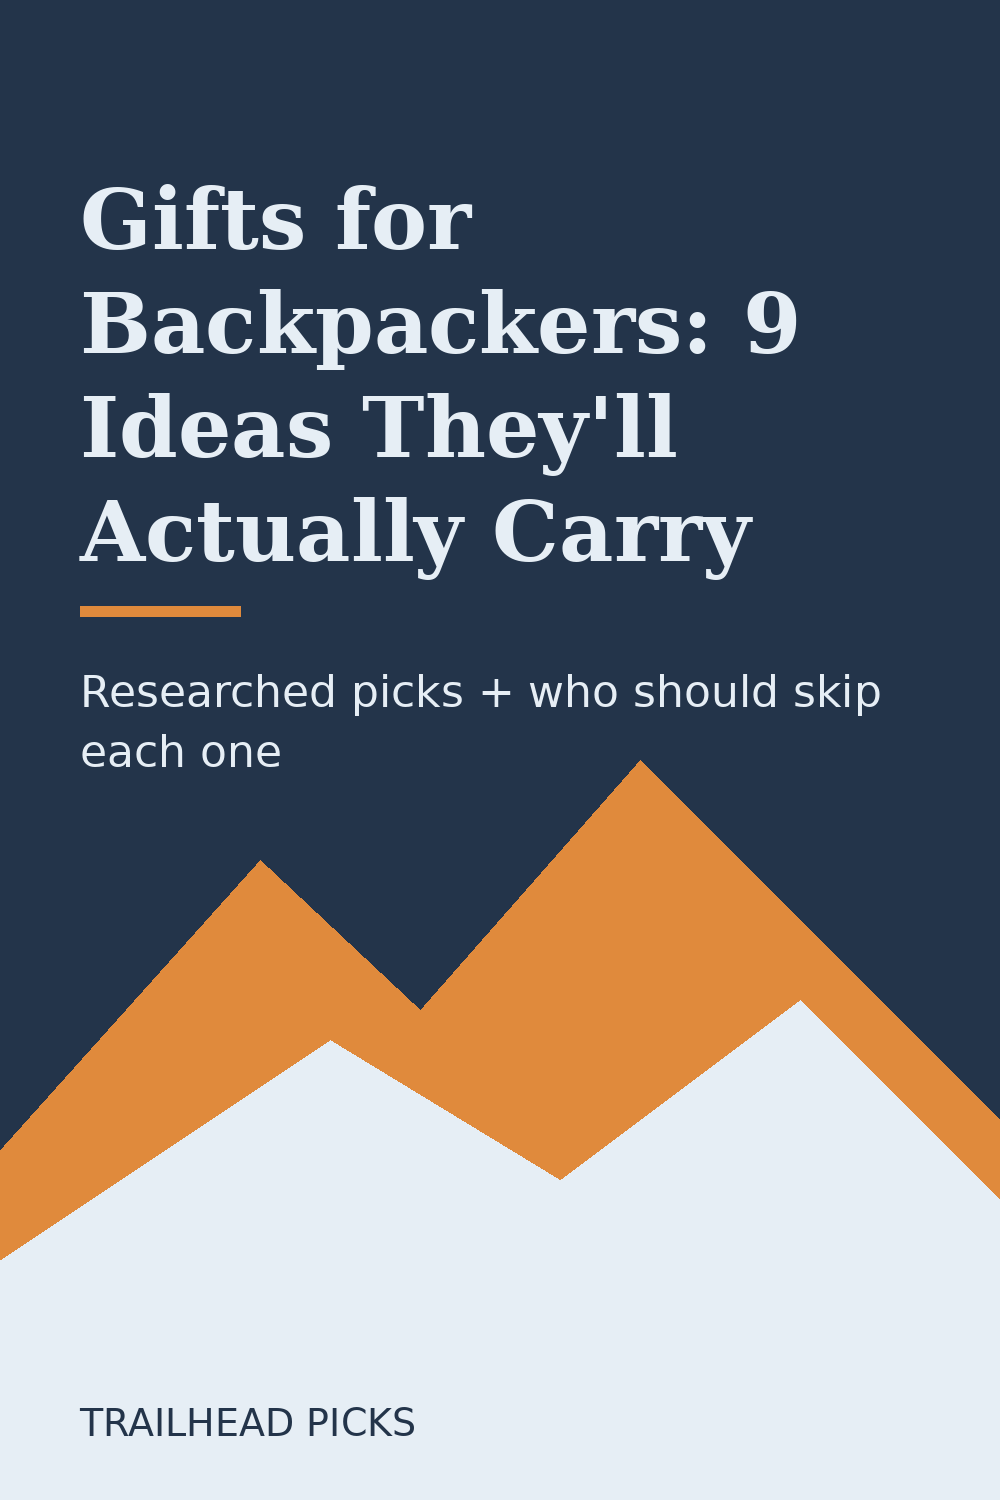 Gifts for
Backpackers: 9
Ideas They'll
Actually Carry
Researched picks + who should skip
each one
TRAILHEAD PICKS